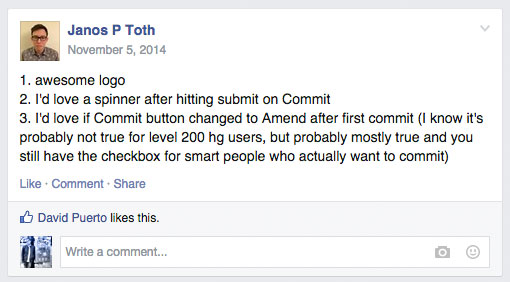 Janos P Toth
November 5, 2014
1. awesome logo
2. I'd love a spinner after hitting submit on Commit
3. I'd love if Commit button changed to Amend after first commit (I know it's
probably not true for level 200 hg users, but probably mostly true and you
still have the checkbox for smart people who actually want to commit)
Like · Comment · Share
David Puerto likes this.
Write a comment...